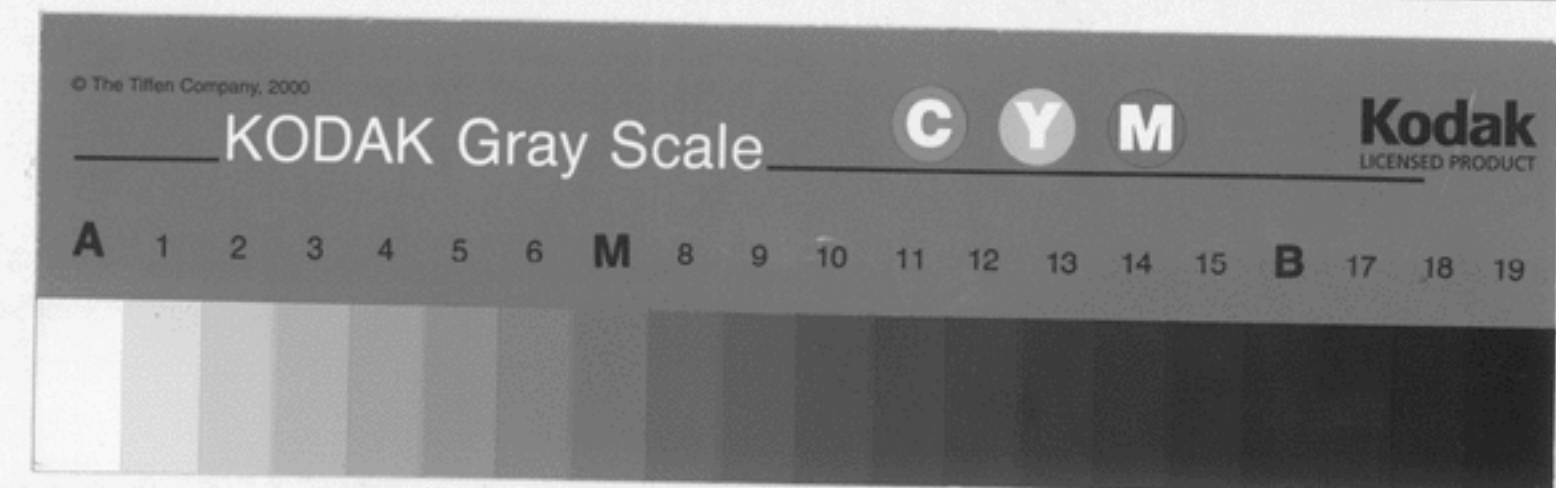 © The Tiffen Company, 2000
KODAK Gray Scale
C Y M
Kodak
LICENSED PRODUCT
A 1 2 3 4 5 6 M 8 9 10 11 12 13 14 15 B 17 18 19